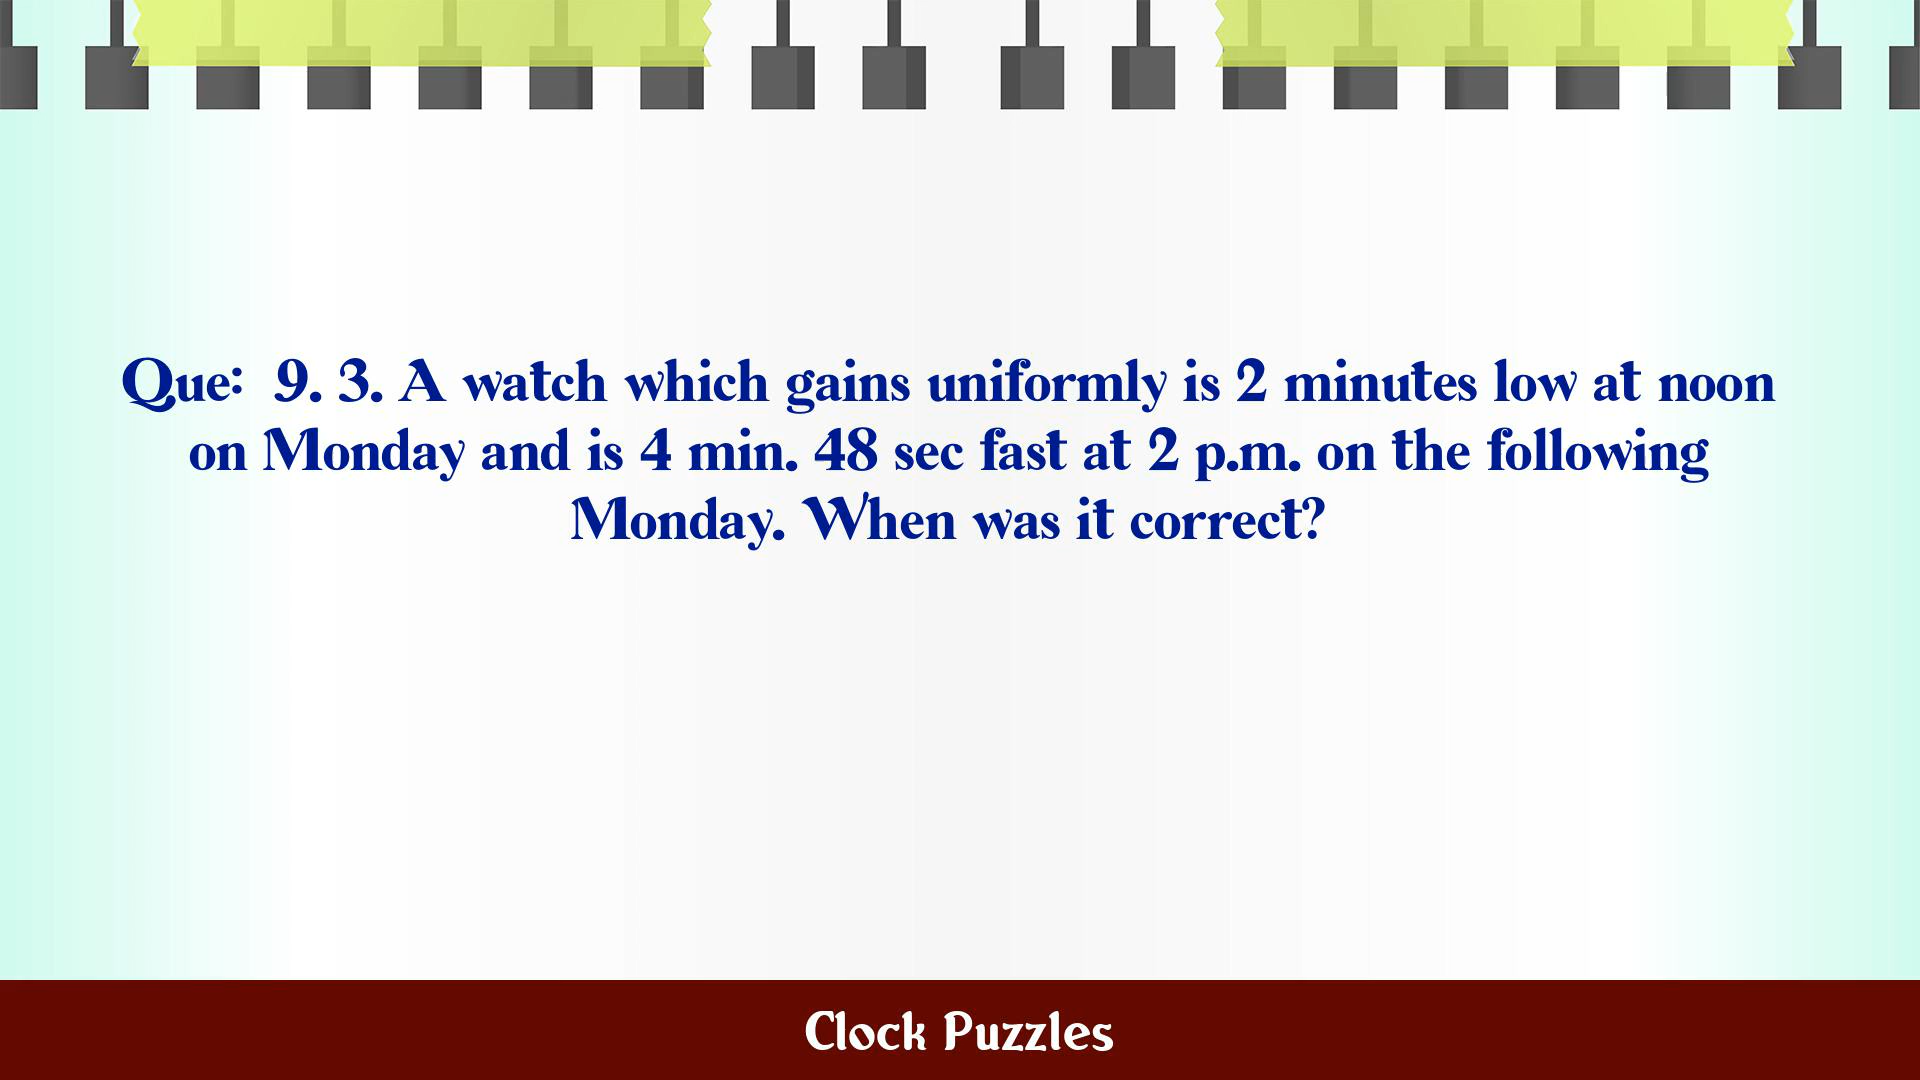 Que:  9. 3. A watch which gains uniformly is 2 minutes low at noon
on Monday and is 4 min. 48 sec fast at 2 p.m. on the following
Monday. When was it correct?
Clock Puzzles